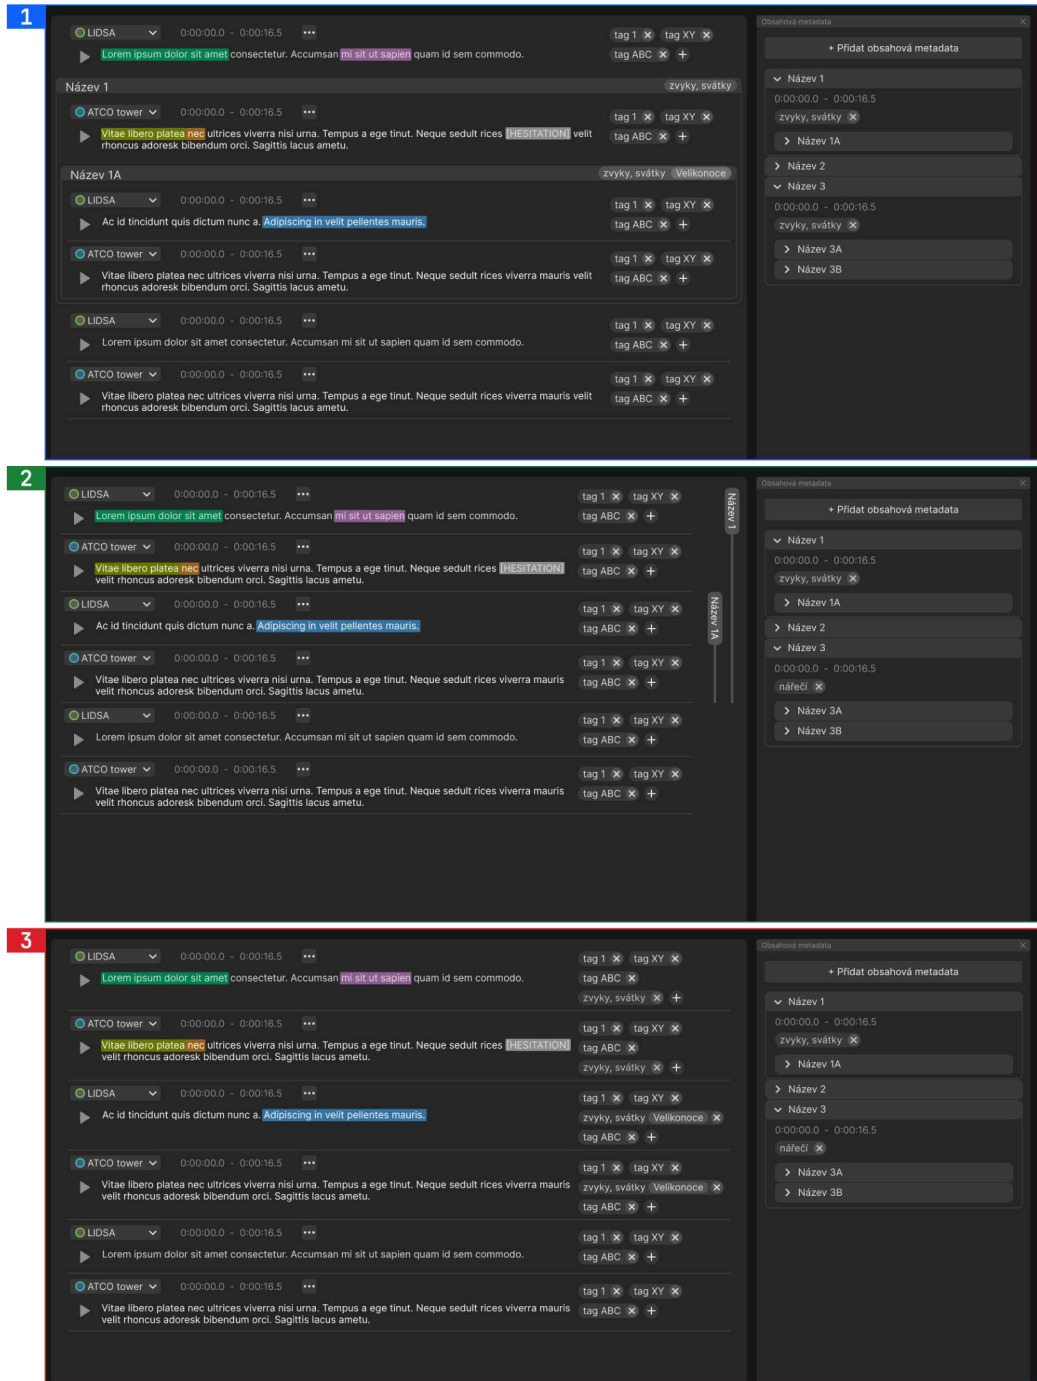 1
LIDSA 0:00:00.0 - 0:00:16.5 •••
Lorem ipsum dolor sit amet consectetur. Accumsan mi sit ut sapien quam id sem commodo.
tag 1 tag XY
tag ABC
Název 1 zvyky, svátky
ATCO tower 0:00:00.0 - 0:00:16.5 •••
Vitae libero platea nec ultrices viverra nisi urna. Tempus a ege tinut. Neque sedult rices [HESITATION] velit
rhoncus adoresk bibendum orci. Sagittis lacus ametu.
tag 1 tag XY
tag ABC +
Název 1A zvyky, svátky Velikonoce
LIDSA 0:00:00.0 - 0:00:16.5 •••
Ac id tincidunt quis dictum nunc a. Adipiscing in velit pellentes mauris.
tag 1 tag XY
tag ABC +
ATCO tower 0:00:00.0 - 0:00:16.5 •••
Vitae libero platea nec ultrices viverra nisi urna. Tempus a ege tinut. Neque sedult rices viverra mauris velit
rhoncus adoresk bibendum orci. Sagittis lacus ametu.
tag 1 tag XY
tag ABC +
LIDSA 0:00:00.0 - 0:00:16.5 •••
Lorem ipsum dolor sit amet consectetur. Accumsan mi sit ut sapien quam id sem commodo.
tag 1 tag XY
tag ABC +
ATCO tower 0:00:00.0 - 0:00:16.5 •••
Vitae libero platea nec ultrices viverra nisi urna. Tempus a ege tinut. Neque sedult rices viverra mauris velit
rhoncus adoresk bibendum orci. Sagittis lacus ametu.
tag 1 tag XY
tag ABC +
Obsahová metadata
+ Přidat obsahová metadata
Název 1
0:00:00.0 - 0:00:16.5
zvyky, svátky
Název 1A
Název 2
Název 3
0:00:00.0 - 0:00:16.5
zvyky, svátky
Název 3A
Název 3B
2
LIDSA 0:00:00.0 - 0:00:16.5 •••
Lorem ipsum dolor sit amet consectetur. Accumsan mi sit ut sapien quam id sem commodo.
tag 1 tag XY
tag ABC +
ATCO tower 0:00:00.0 - 0:00:16.5 •••
Vitae libero platea nec ultrices viverra nisi urna. Tempus a ege tinut. Neque sedult rices [HESITATION]
velit rhoncus adoresk bibendum orci. Sagittis lacus ametu.
tag 1 tag XY
tag ABC +
LIDSA 0:00:00.0 - 0:00:16.5 •••
Ac id tincidunt quis dictum nunc a. Adipiscing in velit pellentes mauris.
tag 1 tag XY
tag ABC +
ATCO tower 0:00:00.0 - 0:00:16.5 •••
Vitae libero platea nec ultrices viverra nisi urna. Tempus a ege tinut. Neque sedult rices viverra mauris
velit rhoncus adoresk bibendum orci. Sagittis lacus ametu.
tag 1 tag XY
tag ABC +
LIDSA 0:00:00.0 - 0:00:16.5 •••
Lorem ipsum dolor sit amet consectetur. Accumsan mi sit ut sapien quam id sem commodo.
tag 1 tag XY
tag ABC +
ATCO tower 0:00:00.0 - 0:00:16.5 •••
Vitae libero platea nec ultrices viverra nisi urna. Tempus a ege tinut. Neque sedult rices viverra mauris
velit rhoncus adoresk bibendum orci. Sagittis lacus ametu.
tag 1 tag XY
tag ABC +
Název 1
Název 1A
Obsahová metadata
+ Přidat obsahová metadata
Název 1
0:00:00.0 - 0:00:16.5
zvyky, svátky
Název 1A
Název 2
Název 3
0:00:00.0 - 0:00:16.5
nářečí
Název 3A
Název 3B
3
LIDSA 0:00:00.0 - 0:00:16.5 •••
Lorem ipsum dolor sit amet consectetur. Accumsan mi sit ut sapien quam id sem commodo.
tag 1 tag XY
tag ABC
zvyky, svátky +
ATCO tower 0:00:00.0 - 0:00:16.5 •••
Vitae libero platea nec ultrices viverra nisi urna. Tempus a ege tinut. Neque sedult rices [HESITATION]
velit rhoncus adoresk bibendum orci. Sagittis lacus ametu.
tag 1 tag XY
tag ABC
zvyky, svátky +
LIDSA 0:00:00.0 - 0:00:16.5 •••
Ac id tincidunt quis dictum nunc a. Adipiscing in velit pellentes mauris.
tag 1 tag XY
zvyky, svátky Velikonoce
tag ABC +
ATCO tower 0:00:00.0 - 0:00:16.5 •••
Vitae libero platea nec ultrices viverra nisi urna. Tempus a ege tinut. Neque sedult rices viverra mauris
velit rhoncus adoresk bibendum orci. Sagittis lacus ametu.
tag 1 tag XY
zvyky, svátky Velikonoce
tag ABC +
LIDSA 0:00:00.0 - 0:00:16.5 •••
Lorem ipsum dolor sit amet consectetur. Accumsan mi sit ut sapien quam id sem commodo.
tag 1 tag XY
tag ABC +
ATCO tower 0:00:00.0 - 0:00:16.5 •••
Vitae libero platea nec ultrices viverra nisi urna. Tempus a ege tinut. Neque sedult rices viverra mauris
velit rhoncus adoresk bibendum orci. Sagittis lacus ametu.
tag 1 tag XY
tag ABC +
Obsahová metadata
+ Přidat obsahová metadata
Název 1
0:00:00.0 - 0:00:16.5
zvyky, svátky
Název 1A
Název 2
Název 3
0:00:00.0 - 0:00:16.5
nářečí
Název 3A
Název 3B